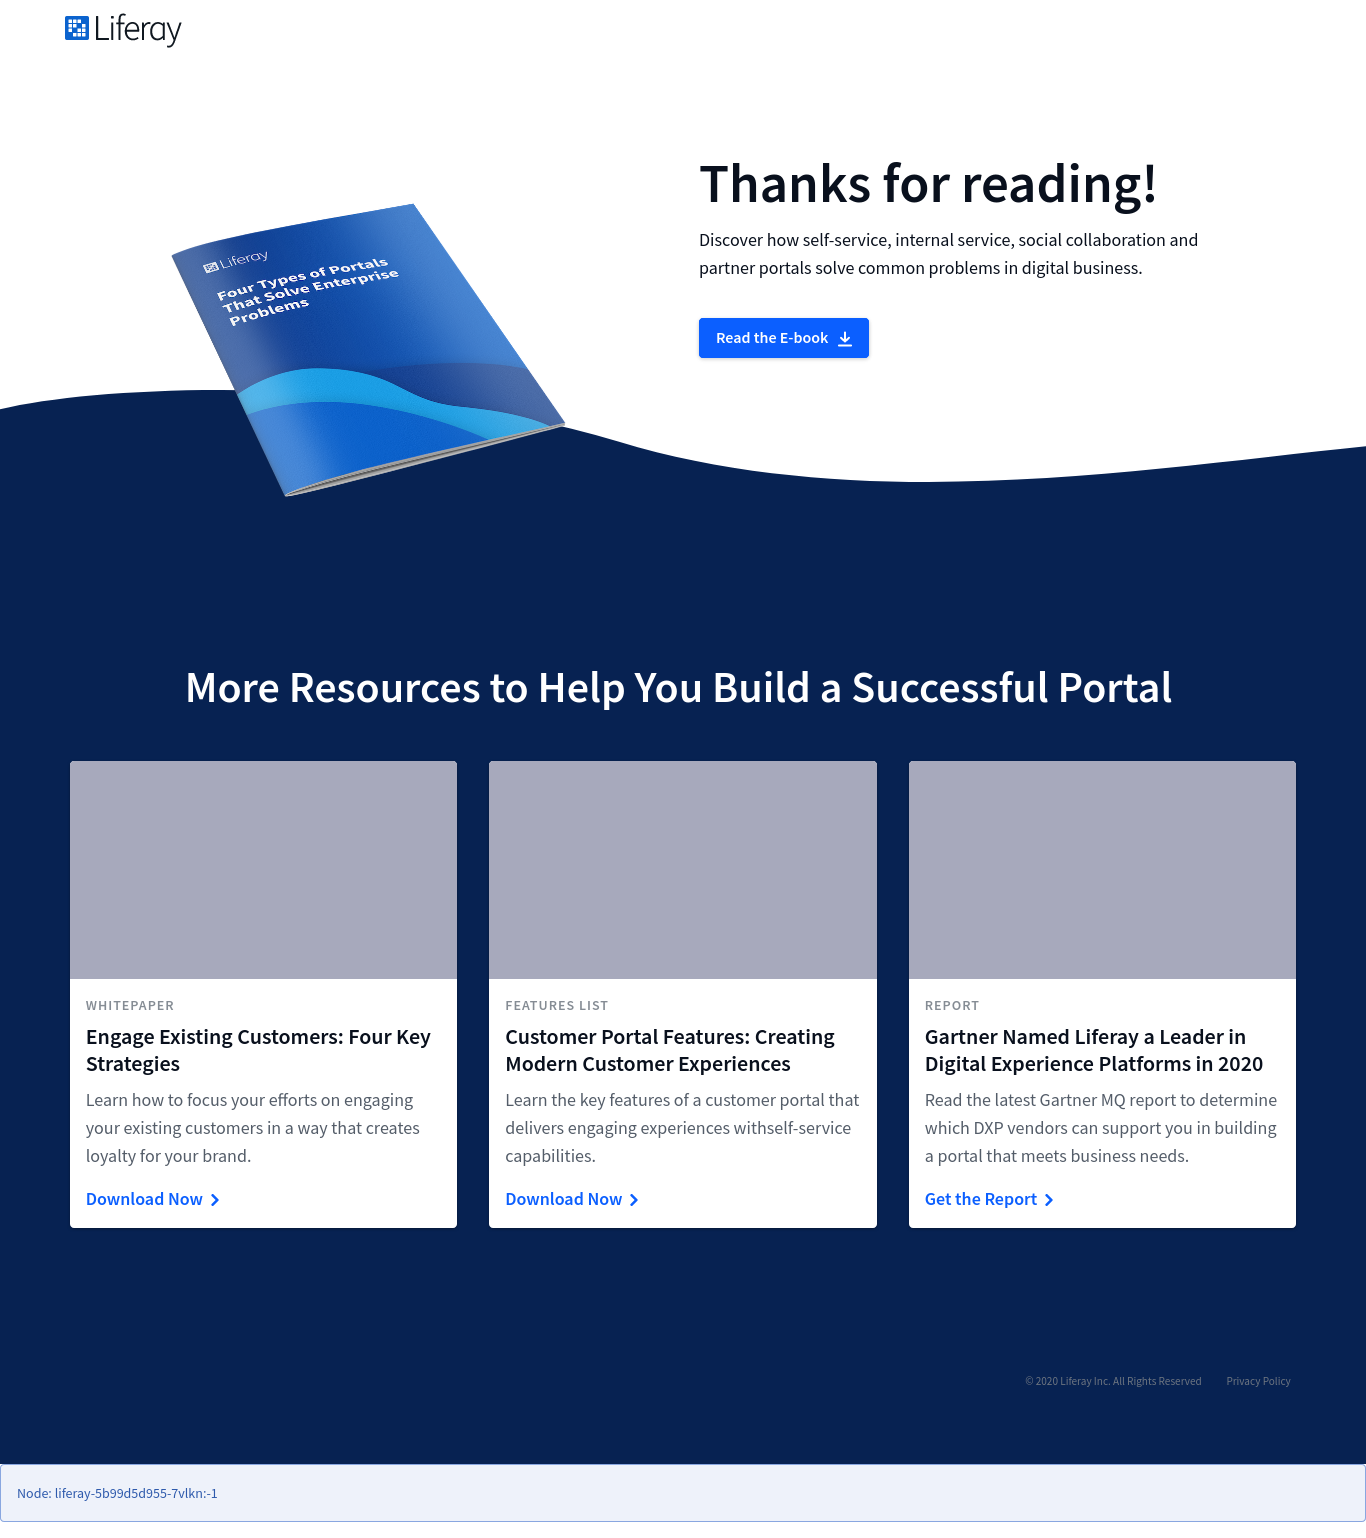 Liferay
Thanks for reading!
Discover how self-service, internal service, social collaboration and
partner portals solve common problems in digital business.
Read the E-book
Liferay
Four Types of Portals
That Solve Enterprise
Problems
More Resources to Help You Build a Successful Portal
WHITEPAPER
Engage Existing Customers: Four Key
Strategies
Learn how to focus your efforts on engaging
your existing customers in a way that creates
loyalty for your brand.
Download Now
FEATURES LIST
Customer Portal Features: Creating
Modern Customer Experiences
Learn the key features of a customer portal that
delivers engaging experiences withself-service
capabilities.
Download Now
REPORT
Gartner Named Liferay a Leader in
Digital Experience Platforms in 2020
Read the latest Gartner MQ report to determine
which DXP vendors can support you in building
a portal that meets business needs.
Get the Report
© 2020 Liferay Inc. All Rights Reserved Privacy Policy
Node: liferay-5b99d5d955-7vlkn:-1